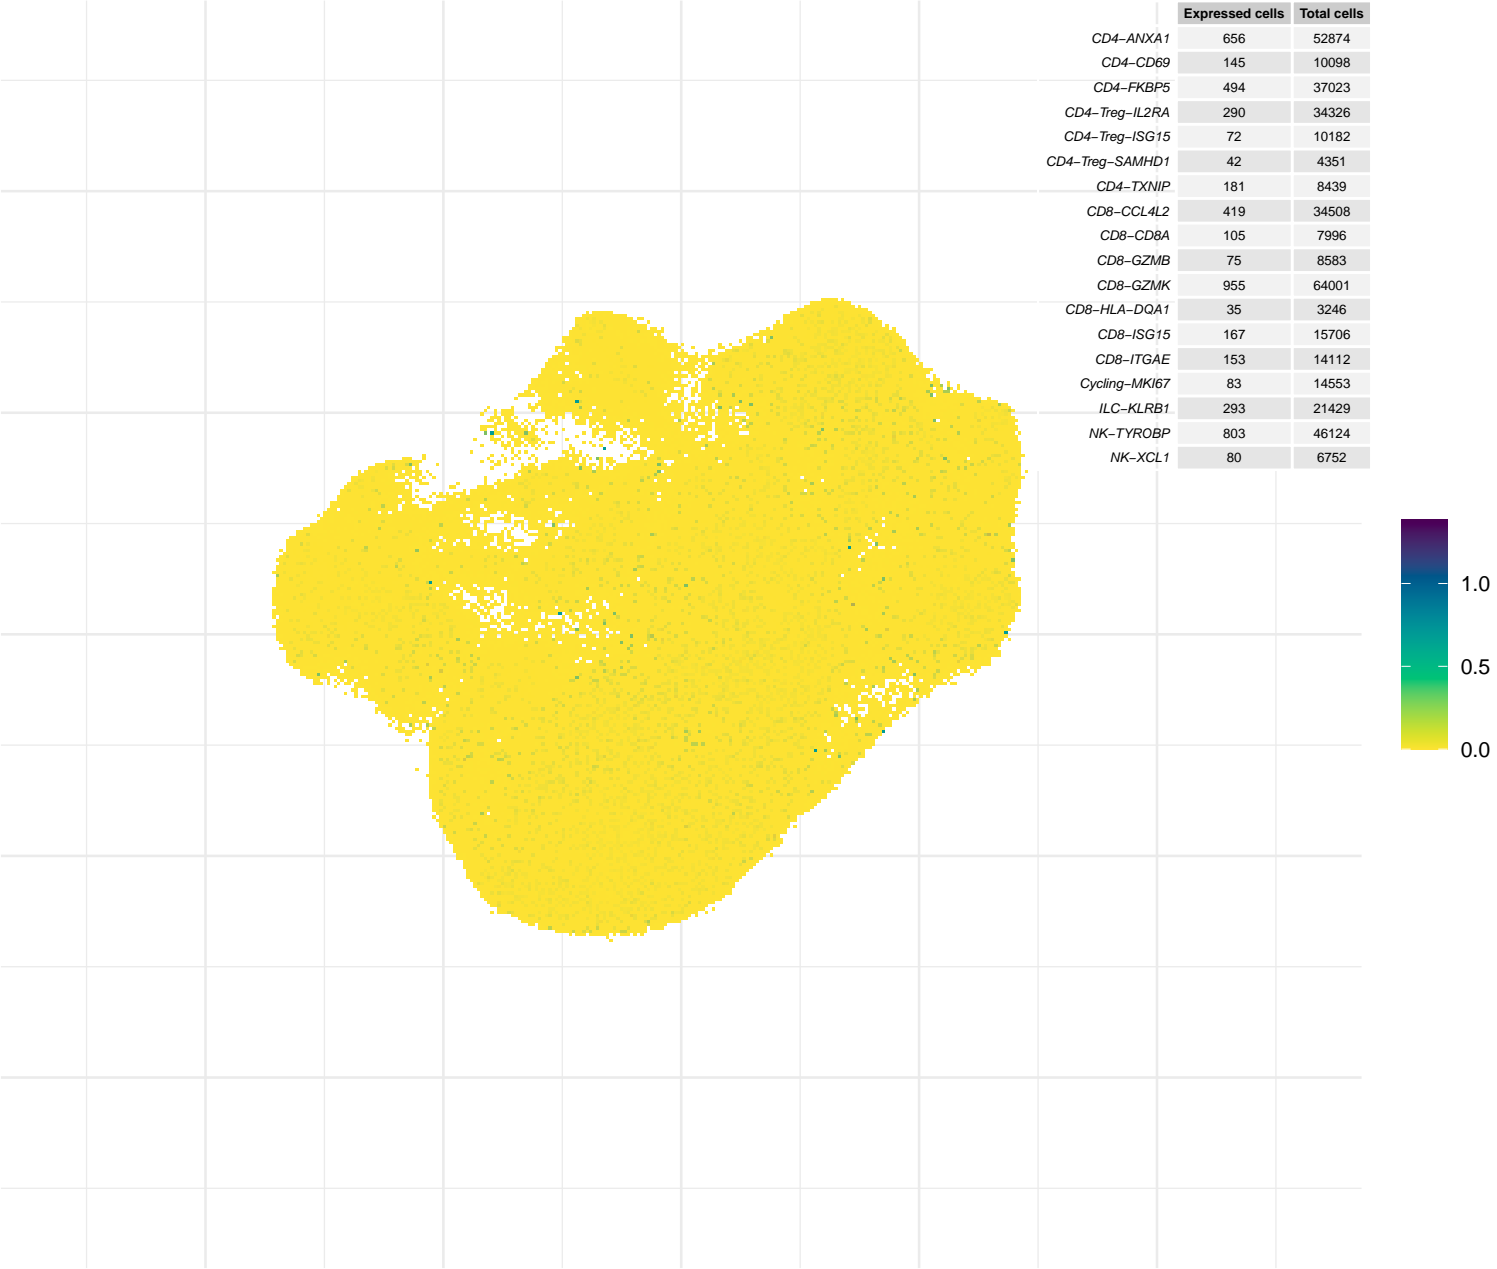 Expressed cells Total cells
CD4−ANXA1 656 52874
CD4−CD69 145 10098
CD4−FKBP5 494 37023
CD4−Treg−IL2RA 290 34326
CD4−Treg−ISG15 72 10182
CD4−Treg−SAMHD1 42 4351
CD4−TXNIP 181 8439
CD8−CCL4L2 419 34508
CD8−CD8A 105 7996
CD8−GZMB 75 8583
CD8−GZMK 955 64001
CD8−HLA−DQA1 35 3246
CD8−ISG15 167 15706
CD8−ITGAE 153 14112
Cycling−MKI67 83 14553
ILC−KLRB1 293 21429
NK−TYROBP 803 46124
NK−XCL1 80 6752
1.0
0.5
0.0